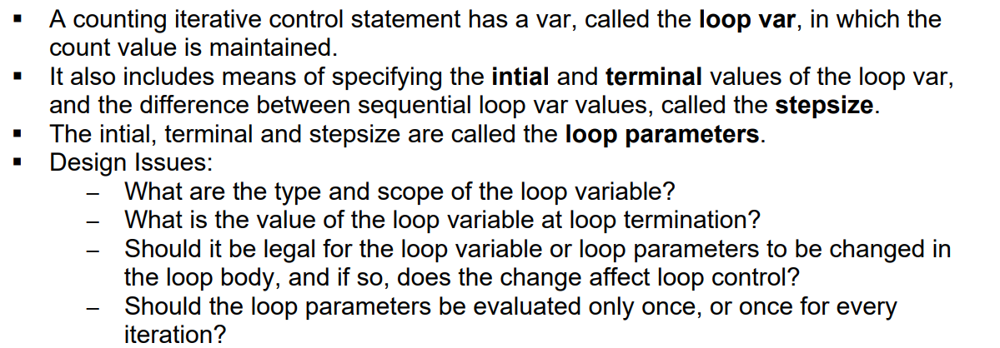 ▪ A counting iterative control statement has a var, called the loop var, in which the
count value is maintained.
▪ It also includes means of specifying the intial and terminal values of the loop var,
and the difference between sequential loop var values, called the stepsize.
▪ The intial, terminal and stepsize are called the loop parameters.
▪ Design Issues:
– What are the type and scope of the loop variable?
– What is the value of the loop variable at loop termination?
– Should it be legal for the loop variable or loop parameters to be changed in
the loop body, and if so, does the change affect loop control?
– Should the loop parameters be evaluated only once, or once for every
iteration?